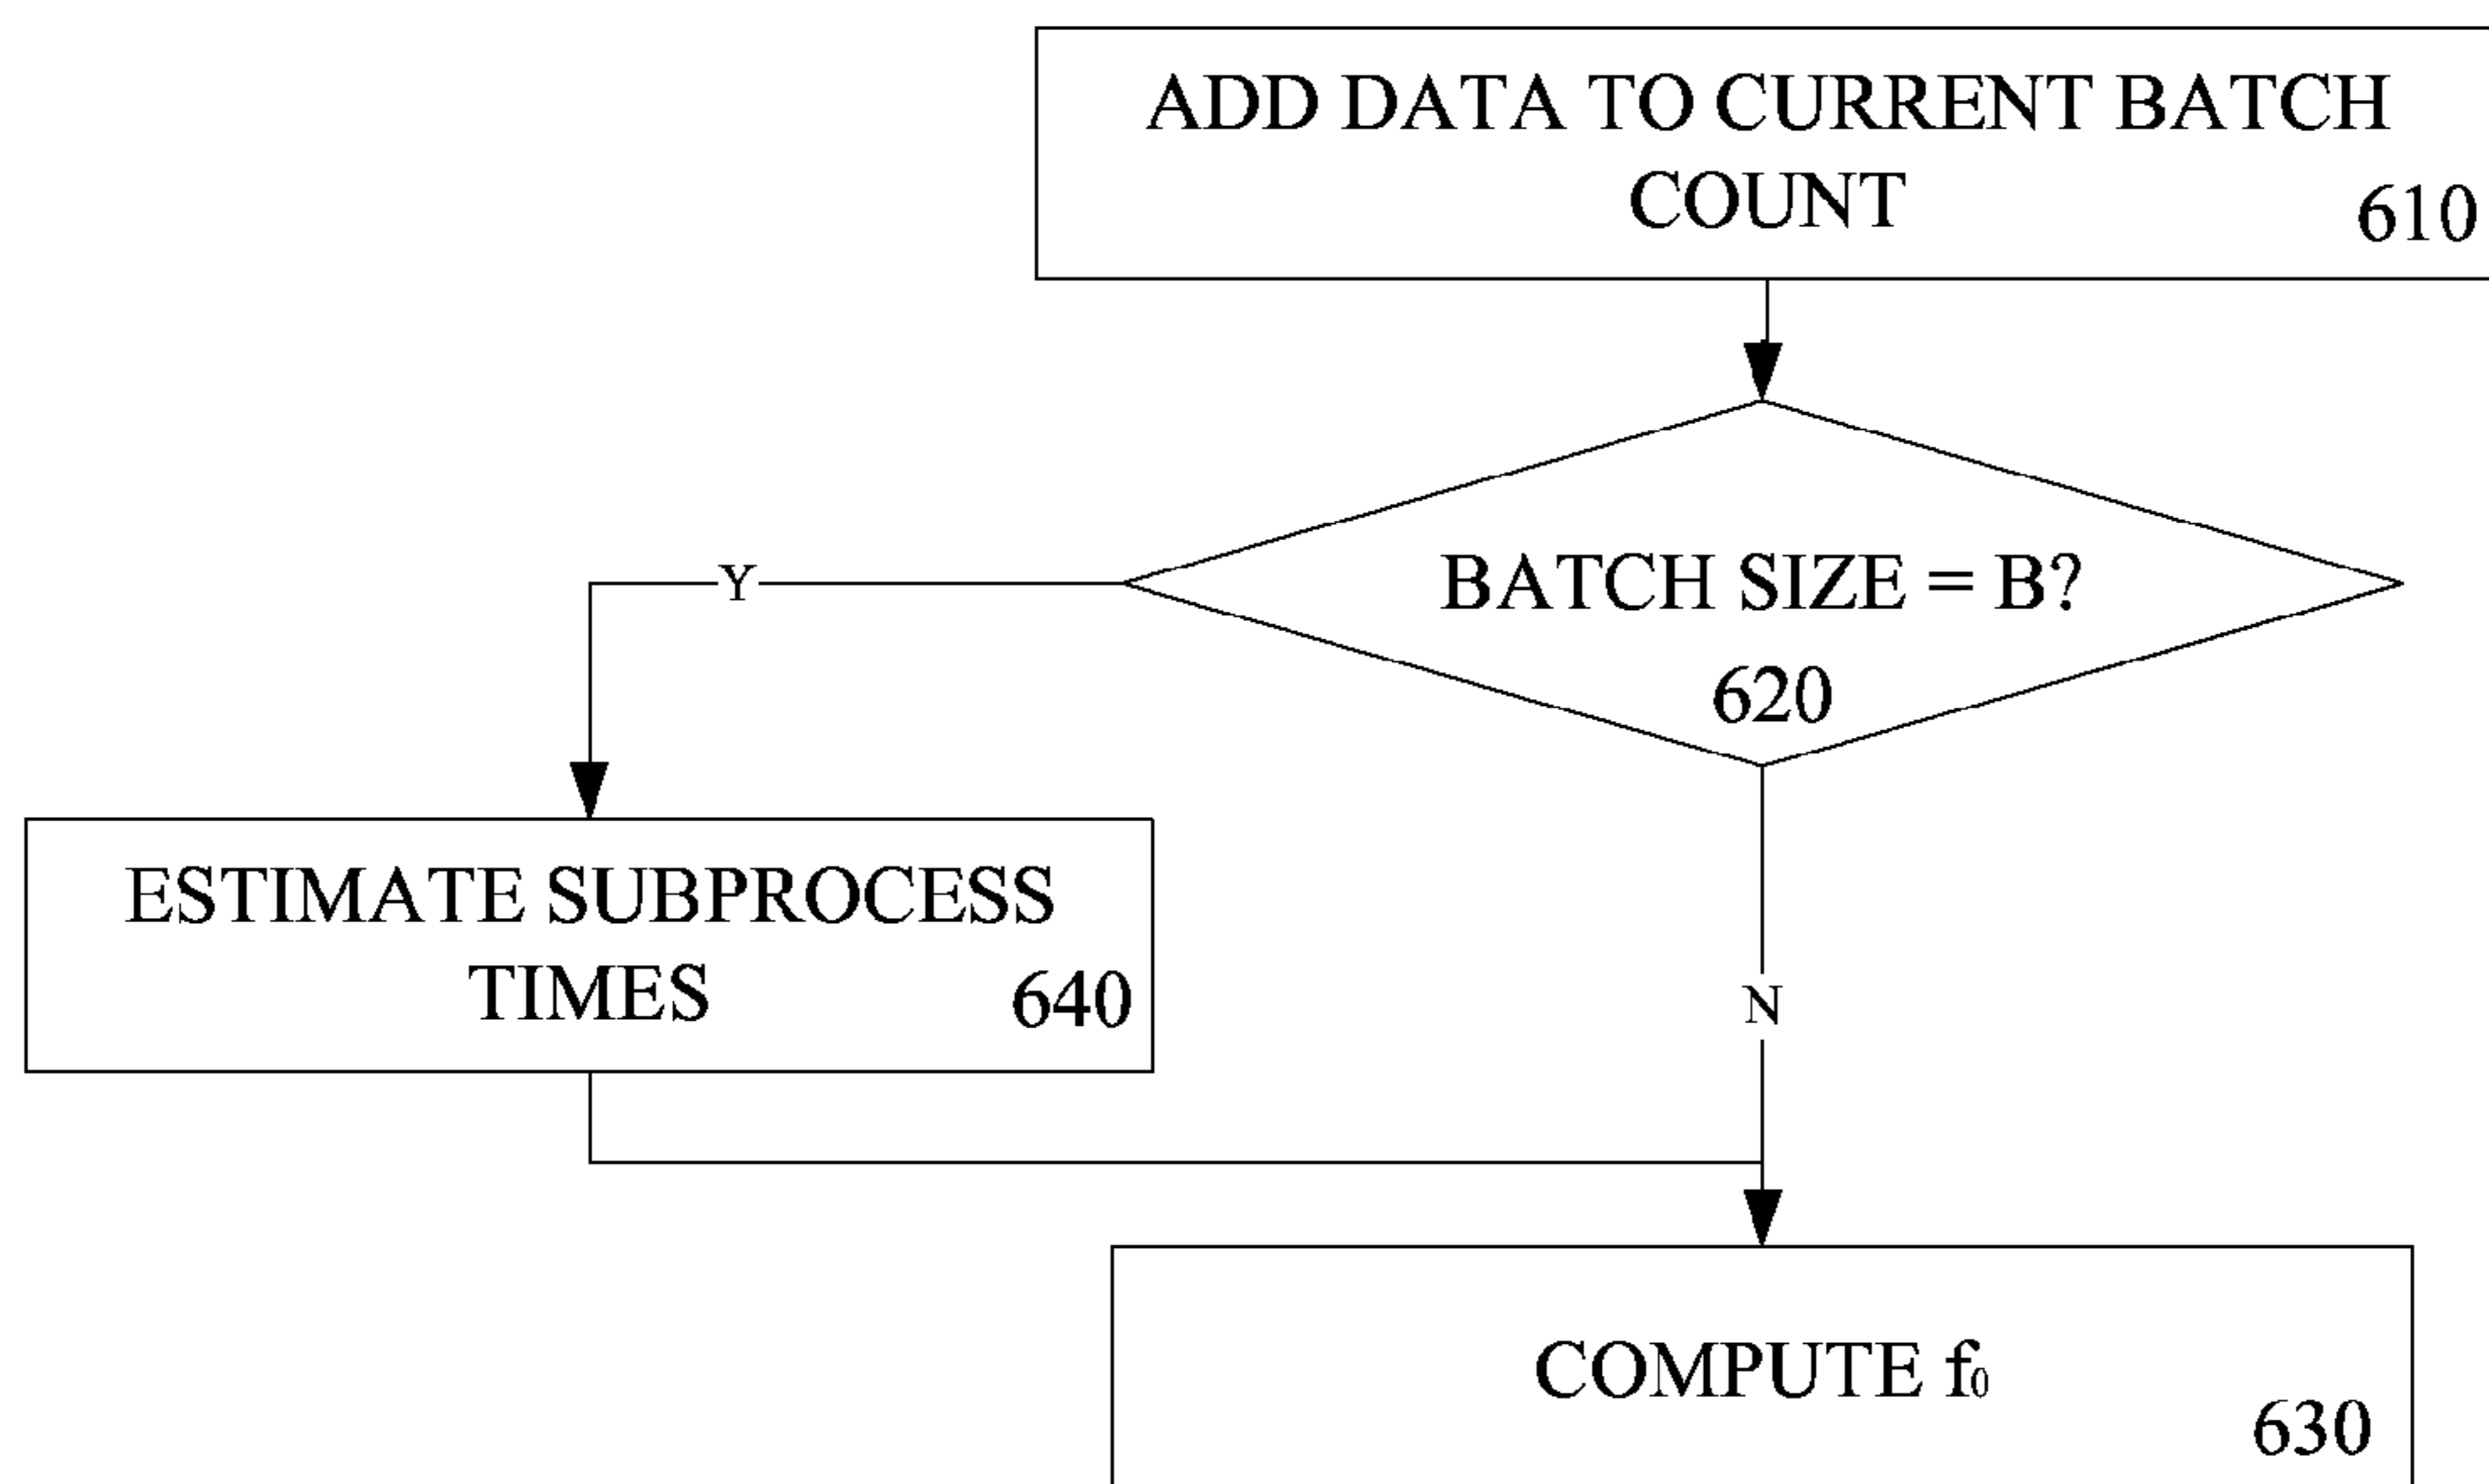 ADD DATA TO CURRENT BATCH
COUNT
610
BATCH SIZE = B?
620
Y
N
ESTIMATE SUBPROCESS
TIMES
640
COMPUTE f₀
630